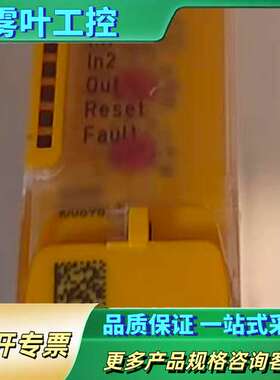 雾叶工控
In2
Out
Reset
Fault
品质保证 一站式采
开专票
更多产品规格咨询客